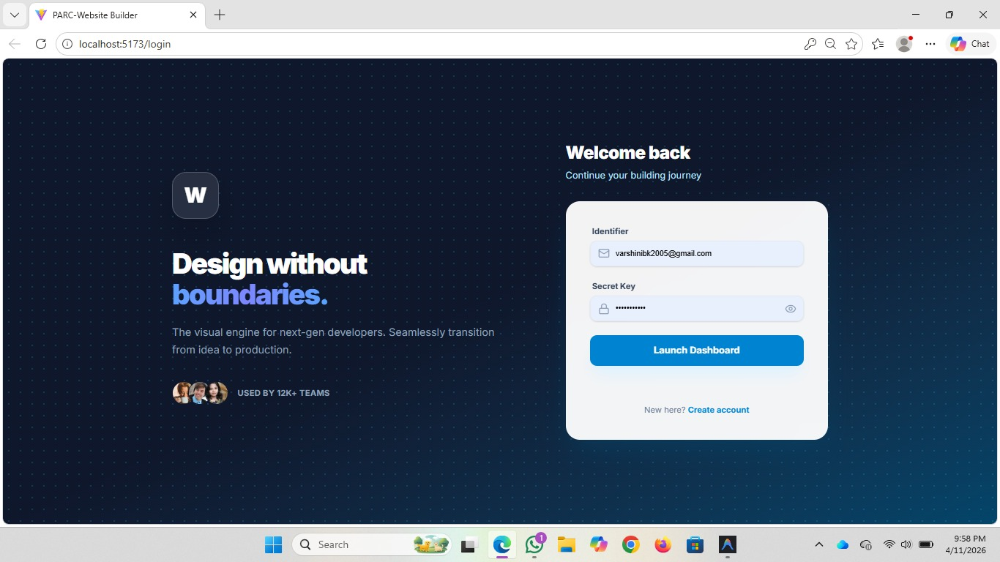 PARC-Website Builder
localhost:5173/login
Chat
W
Design without
boundaries.
The visual engine for next-gen developers. Seamlessly transition
from idea to production.
USED BY 12K+ TEAMS
Welcome back
Continue your building journey
Identifier
varshinibk2005@gmail.com
Secret Key
•••••••••••
Launch Dashboard
New here? Create account
Search
1
9:58 PM
4/11/2026